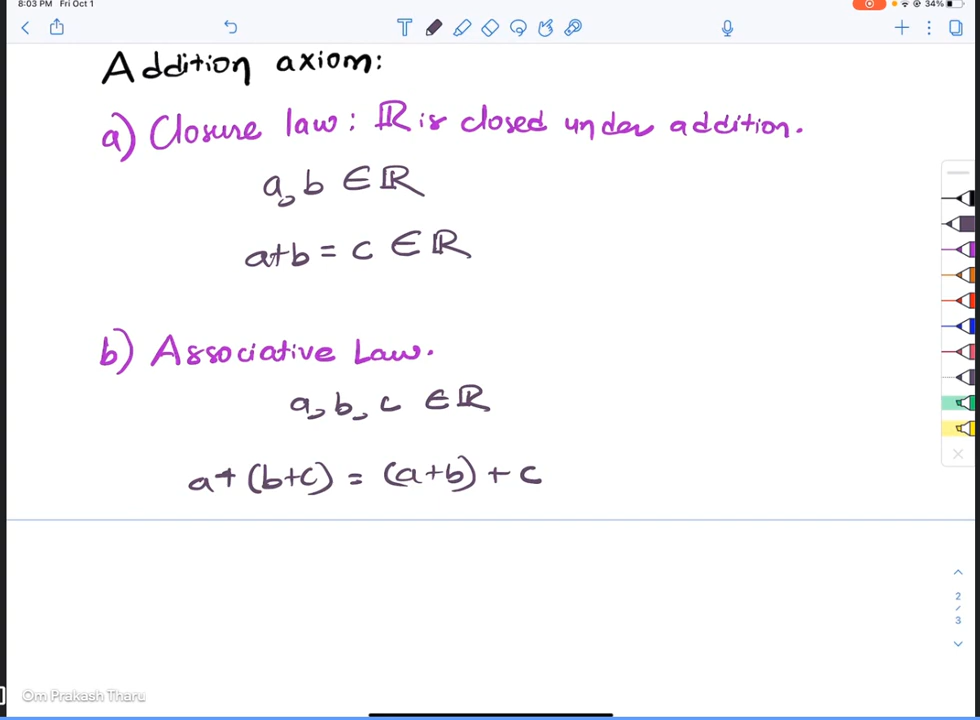 8:03 PM Fri Oct 1
34%
Addition axiom:
a) Closure law: ℝ is closed under addition.
a, b ∈ ℝ
a+b = c ∈ ℝ
b) Associative Law.
a, b, c ∈ ℝ
a+(b+c) = (a+b)+c
2
/
3
Om Prakash Tharu